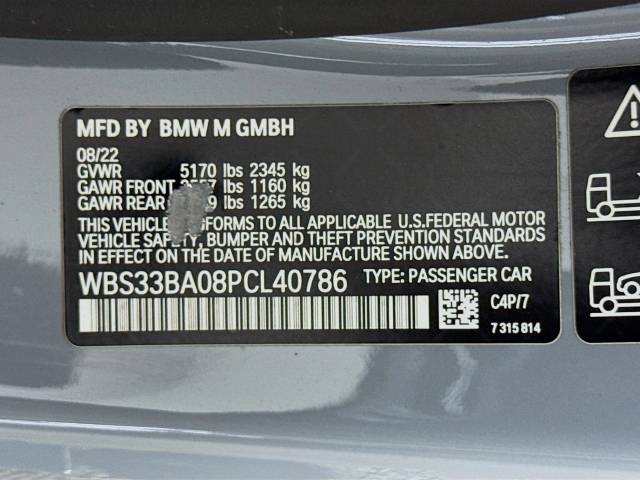 MFD BY BMW M GMBH
08/22
GVWR 5170 lbs 2345 kg
GAWR FRONT lbs 1160 kg
GAWR REAR lbs 1265 kg
THIS VEHICLE TO ALL APPLICABLE U.S.FEDERAL MOTOR
VEHICLE SAFETY, BUMPER AND THEFT PREVENTION STANDARDS
IN EFFECT ON THE DATE OF MANUFACTURE SHOWN ABOVE.
WBS33BA08PCL40786 TYPE: PASSENGER CAR
C4P/7
7 315 814